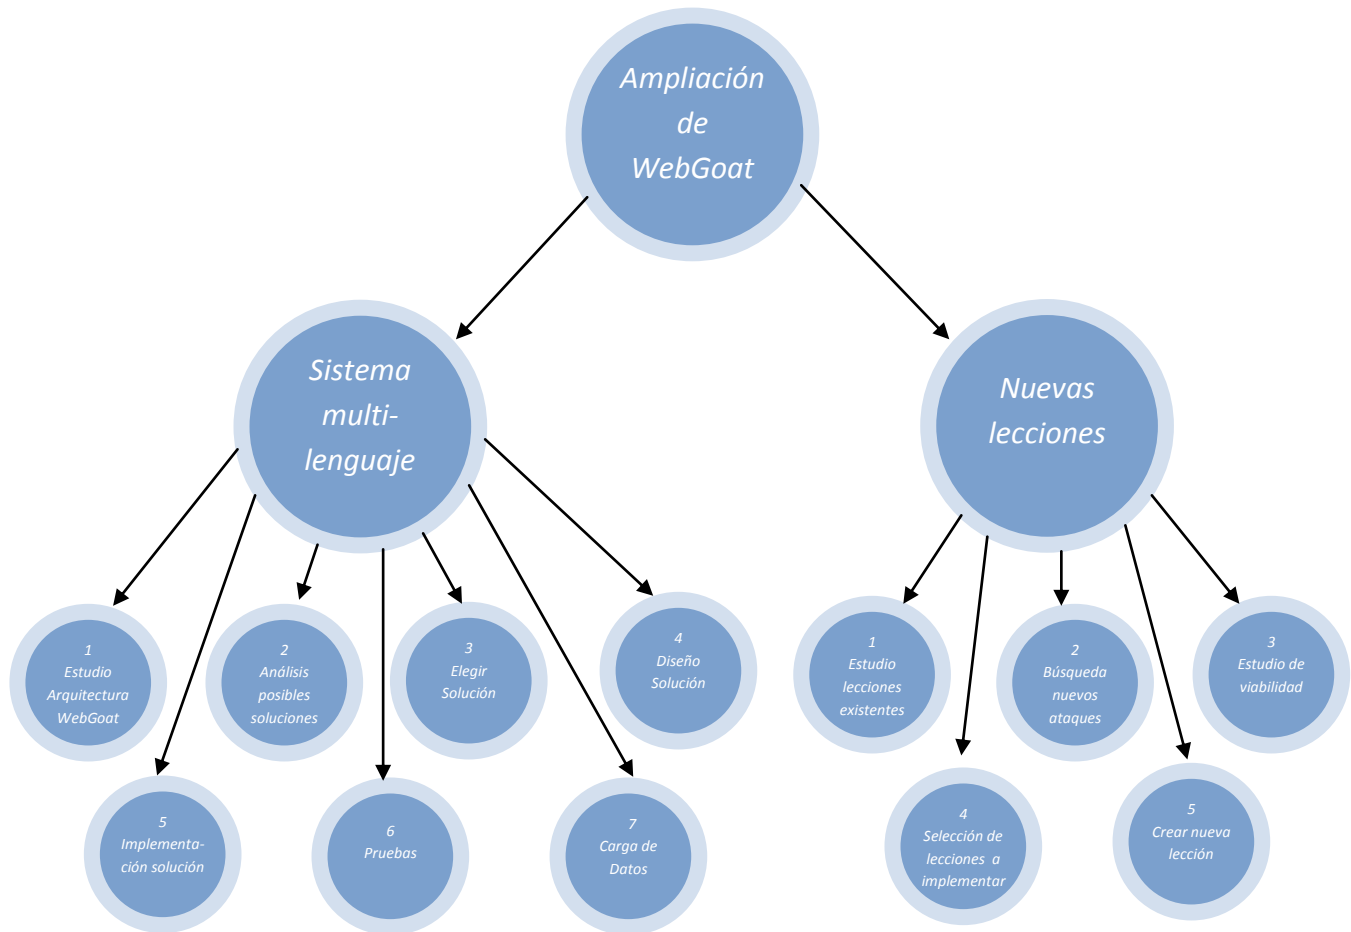 Ampliación
de
WebGoat
Sistema
multi-
lenguaje
Nuevas
lecciones
1
Estudio
Arquitectura
WebGoat
2
Análisis
posibles
soluciones
3
Elegir
Solución
4
Diseño
Solución
1
Estudio
lecciones
existentes
2
Búsqueda
nuevos
ataques
3
Estudio de
viabilidad
5
Implementa-
ción solución
6
Pruebas
7
Carga de
Datos
4
Selección de
lecciones a
implementar
5
Crear nueva
lección